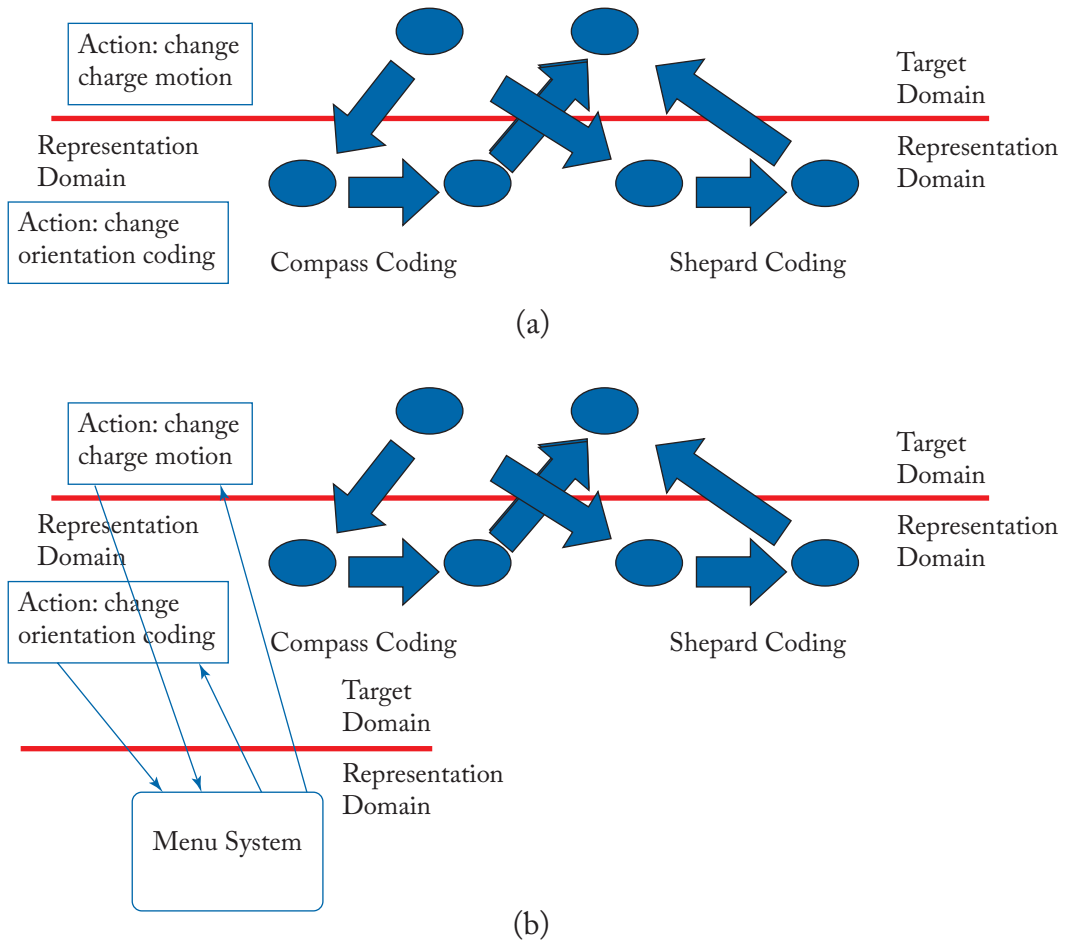 Action: change
charge motion
Target
Domain
Representation
Domain
Representation
Domain
Action: change
orientation coding
Compass Coding
Shepard Coding
(a)
Action: change
charge motion
Target
Domain
Representation
Domain
Representation
Domain
Action: change
orientation coding
Compass Coding
Shepard Coding
Target
Domain
Representation
Domain
Menu System
(b)